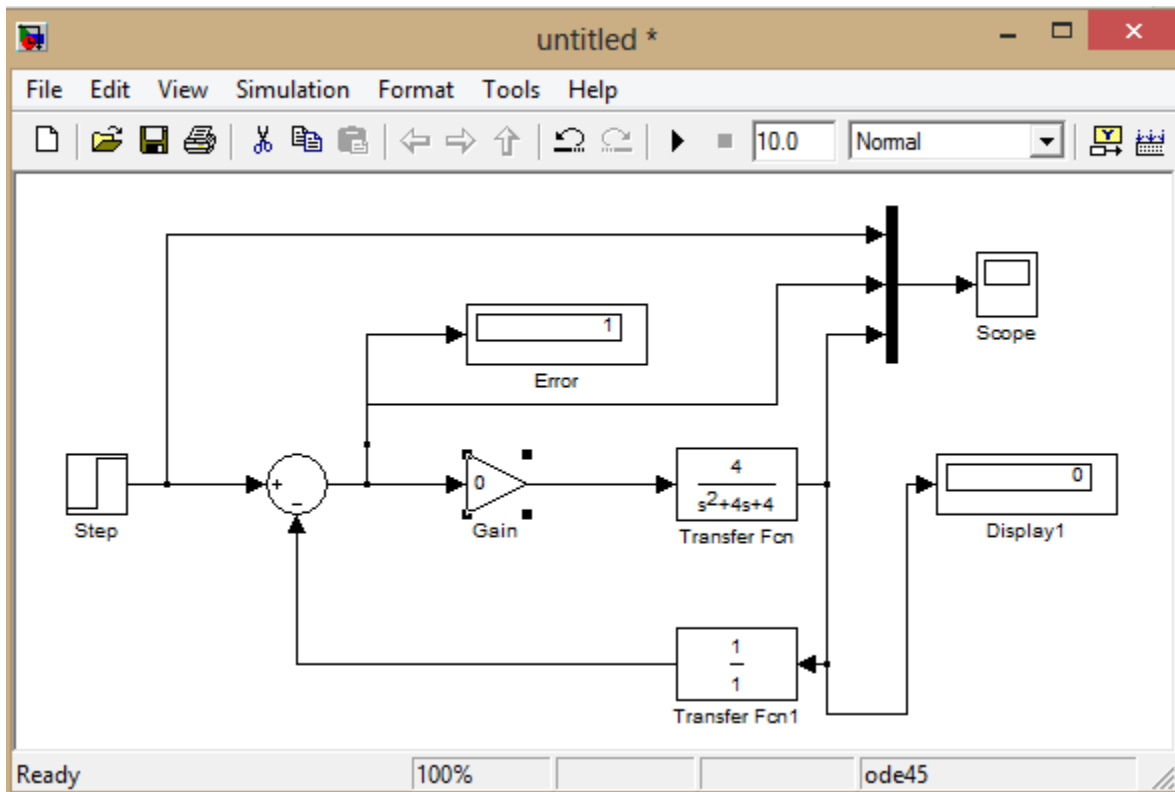 untitled *
File Edit View Simulation Format Tools Help
10.0 Normal
Scope
1
Error
+
−
0
4
s²+4s+4
0
Step
Gain
Transfer Fcn
Display1
1
1
Transfer Fcn1
Ready 100% ode45